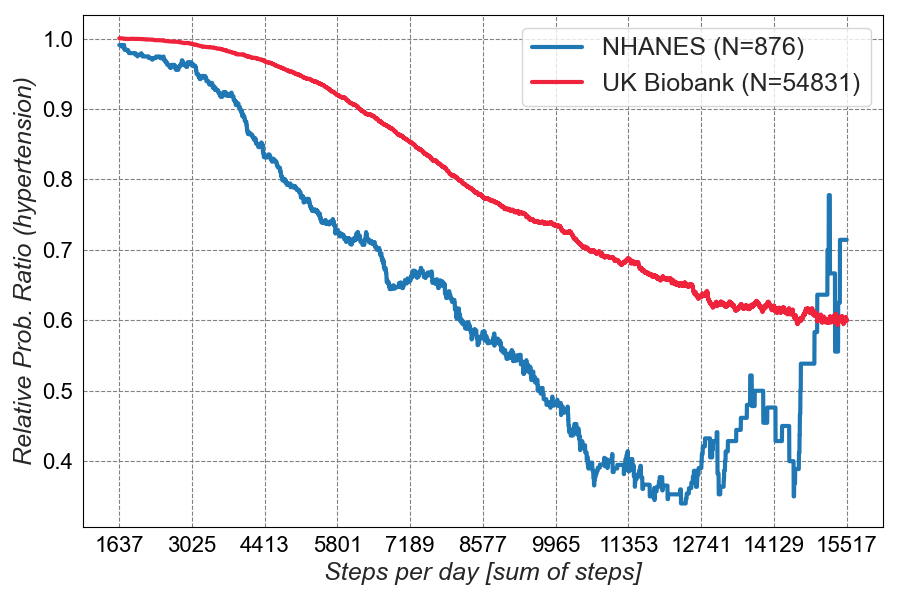 NHANES (N=876)
UK Biobank (N=54831)
Relative Prob. Ratio (hypertension)
1.0
0.9
0.8
0.7
0.6
0.5
0.4
1637 3025 4413 5801 7189 8577 9965 11353 12741 14129 15517
Steps per day [sum of steps]